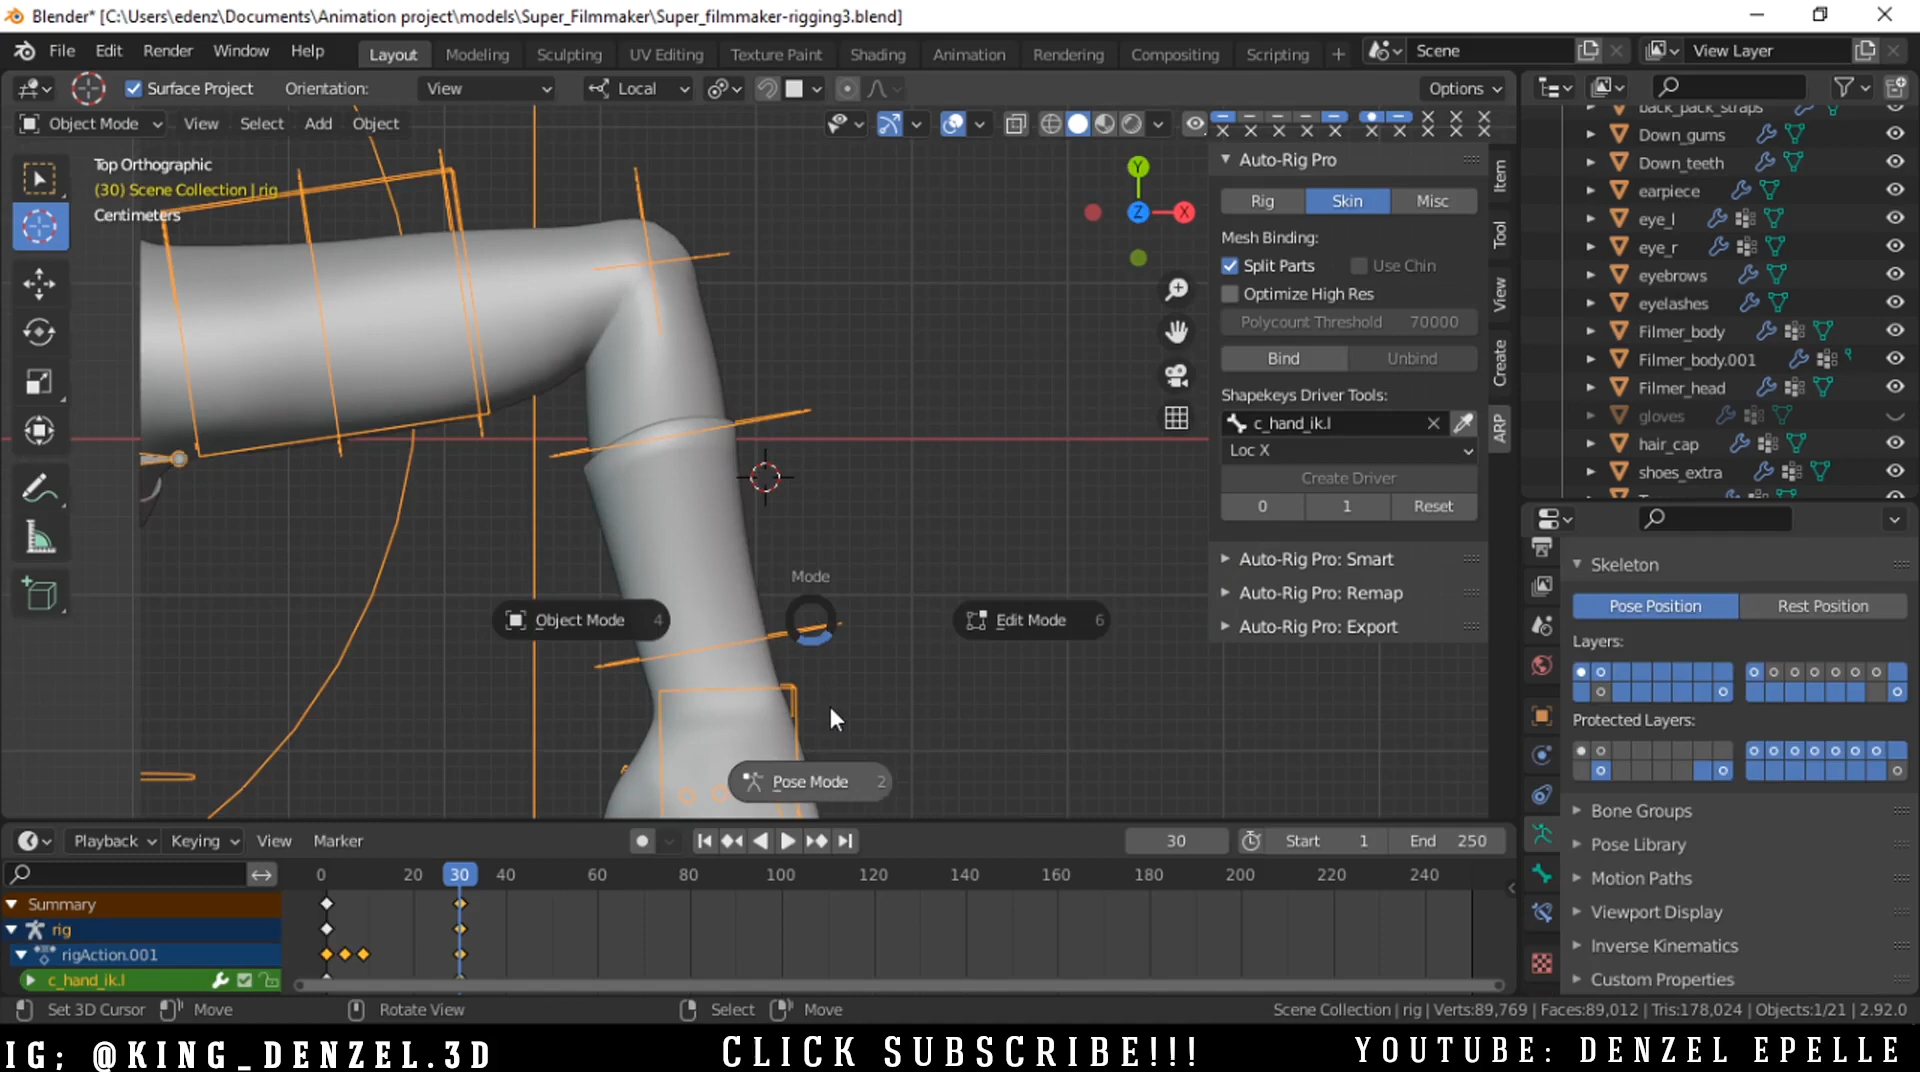 Blender* [C:\Users\edenz\Documents\Animation project\models\Super_Filmmaker\Super_filmmaker-rigging3.blend]
File Edit Render Window Help Layout Modeling Sculpting UV Editing Texture Paint Shading Animation Rendering Compositing Scripting + Scene View Layer
Surface Project Orientation: View Local Options
Object Mode View Select Add Object
Top Orthographic
(30) Scene Collection | rig
Centimeters
Y
Z
X
Auto-Rig Pro
Rig Skin Misc
Mesh Binding:
Split Parts Use Chin
Optimize High Res
Polycount Threshold 70000
Bind Unbind
Shapekeys Driver Tools:
c_hand_ik.l
Loc X
Create Driver
0 1 Reset
Auto-Rig Pro: Smart
Auto-Rig Pro: Remap
Auto-Rig Pro: Export
Item
Tool
View
Create
ARP
Mode
Object Mode 4
Edit Mode 6
Pose Mode 2
back_pack_straps
Down_gums
Down_teeth
earpiece
eye_l
eye_r
eyebrows
eyelashes
Filmer_body
Filmer_body.001
Filmer_head
gloves
hair_cap
shoes_extra
Skeleton
Pose Position Rest Position
Layers:
Protected Layers:
Bone Groups
Pose Library
Motion Paths
Viewport Display
Inverse Kinematics
Custom Properties
Playback Keying View Marker 30 Start 1 End 250
0 20 30 40 60 80 100 120 140 160 180 200 220 240
Summary
rig
rigAction.001
c_hand_ik.l
Set 3D Cursor Move Rotate View Select Move Scene Collection | rig | Verts:89,769 | Faces:89,012 | Tris:178,024 | Objects:1/21 | 2.92.0
IG; @KING_DENZEL.3D CLICK SUBSCRIBE!!! YOUTUBE: DENZEL EPELLE